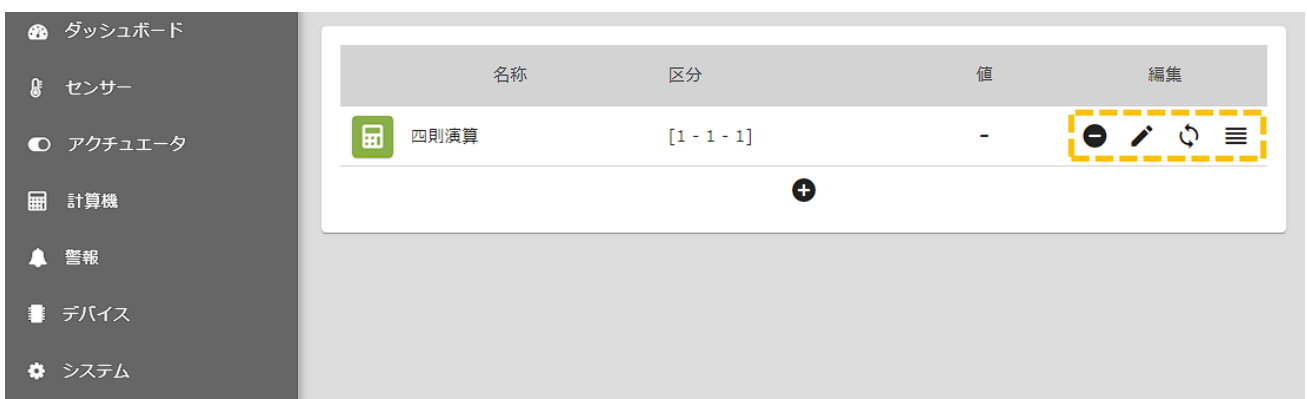 ダッシュボード
センサー
アクチュエータ
計算機
警報
デバイス
システム
名称 区分 値 編集
四則演算 [1 - 1 - 1] -